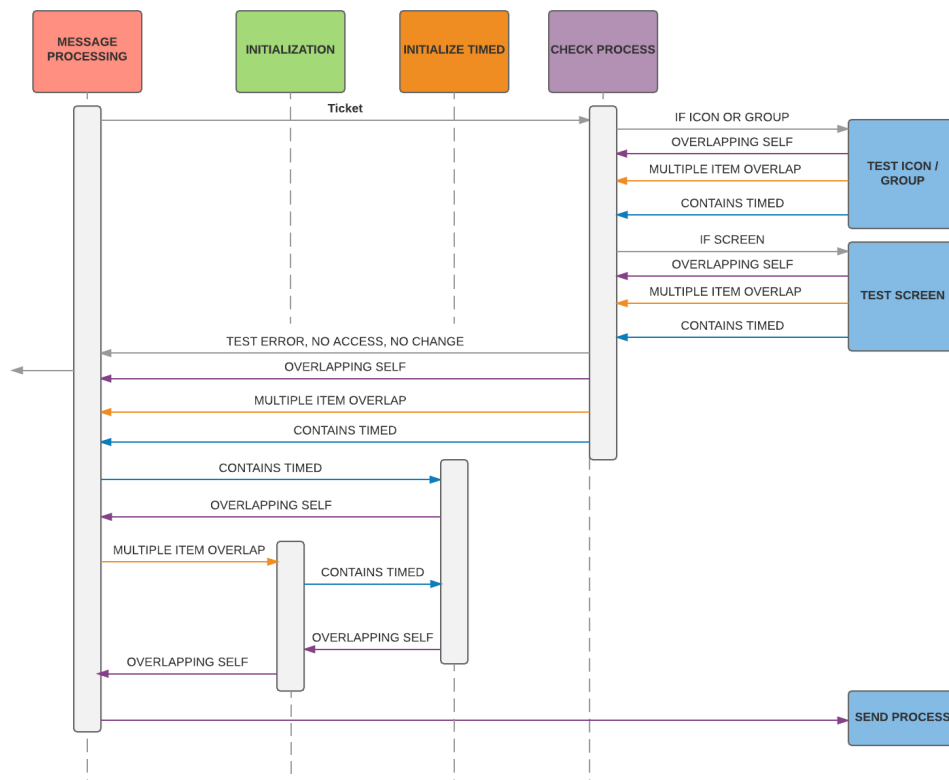 MESSAGE
PROCESSING
INITIALIZATION
INITIALIZE TIMED
CHECK PROCESS
Ticket
IF ICON OR GROUP
OVERLAPPING SELF
MULTIPLE ITEM OVERLAP
CONTAINS TIMED
TEST ICON /
GROUP
IF SCREEN
OVERLAPPING SELF
MULTIPLE ITEM OVERLAP
CONTAINS TIMED
TEST SCREEN
TEST ERROR, NO ACCESS, NO CHANGE
OVERLAPPING SELF
MULTIPLE ITEM OVERLAP
CONTAINS TIMED
CONTAINS TIMED
OVERLAPPING SELF
MULTIPLE ITEM OVERLAP
CONTAINS TIMED
OVERLAPPING SELF
OVERLAPPING SELF
SEND PROCESS